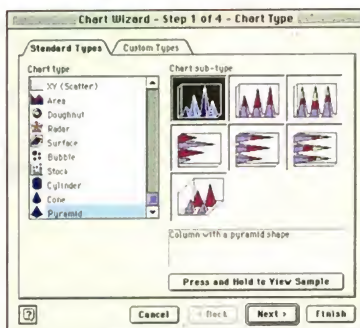 Chart Wizard - Step 1 of 4 - Chart Type
Standard Types
Custom Types
Chart type
XY (Scatter)
Area
Doughnut
Radar
Surface
Bubble
Stock
Cylinder
Cone
Pyramid
Chart sub-type
Column with a pyramid shape
Press and Hold to View Sample
?
Cancel
< Back
Next >
Finish